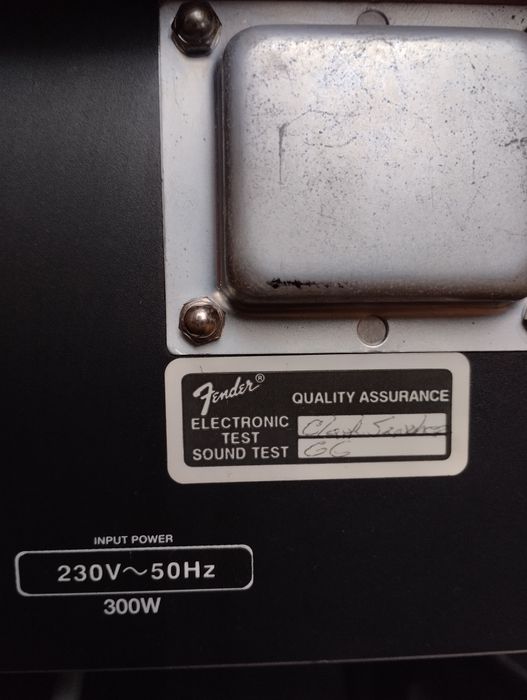 Fender®
QUALITY ASSURANCE
ELECTRONIC
TEST
SOUND TEST GG
INPUT POWER
230V~50Hz
300W